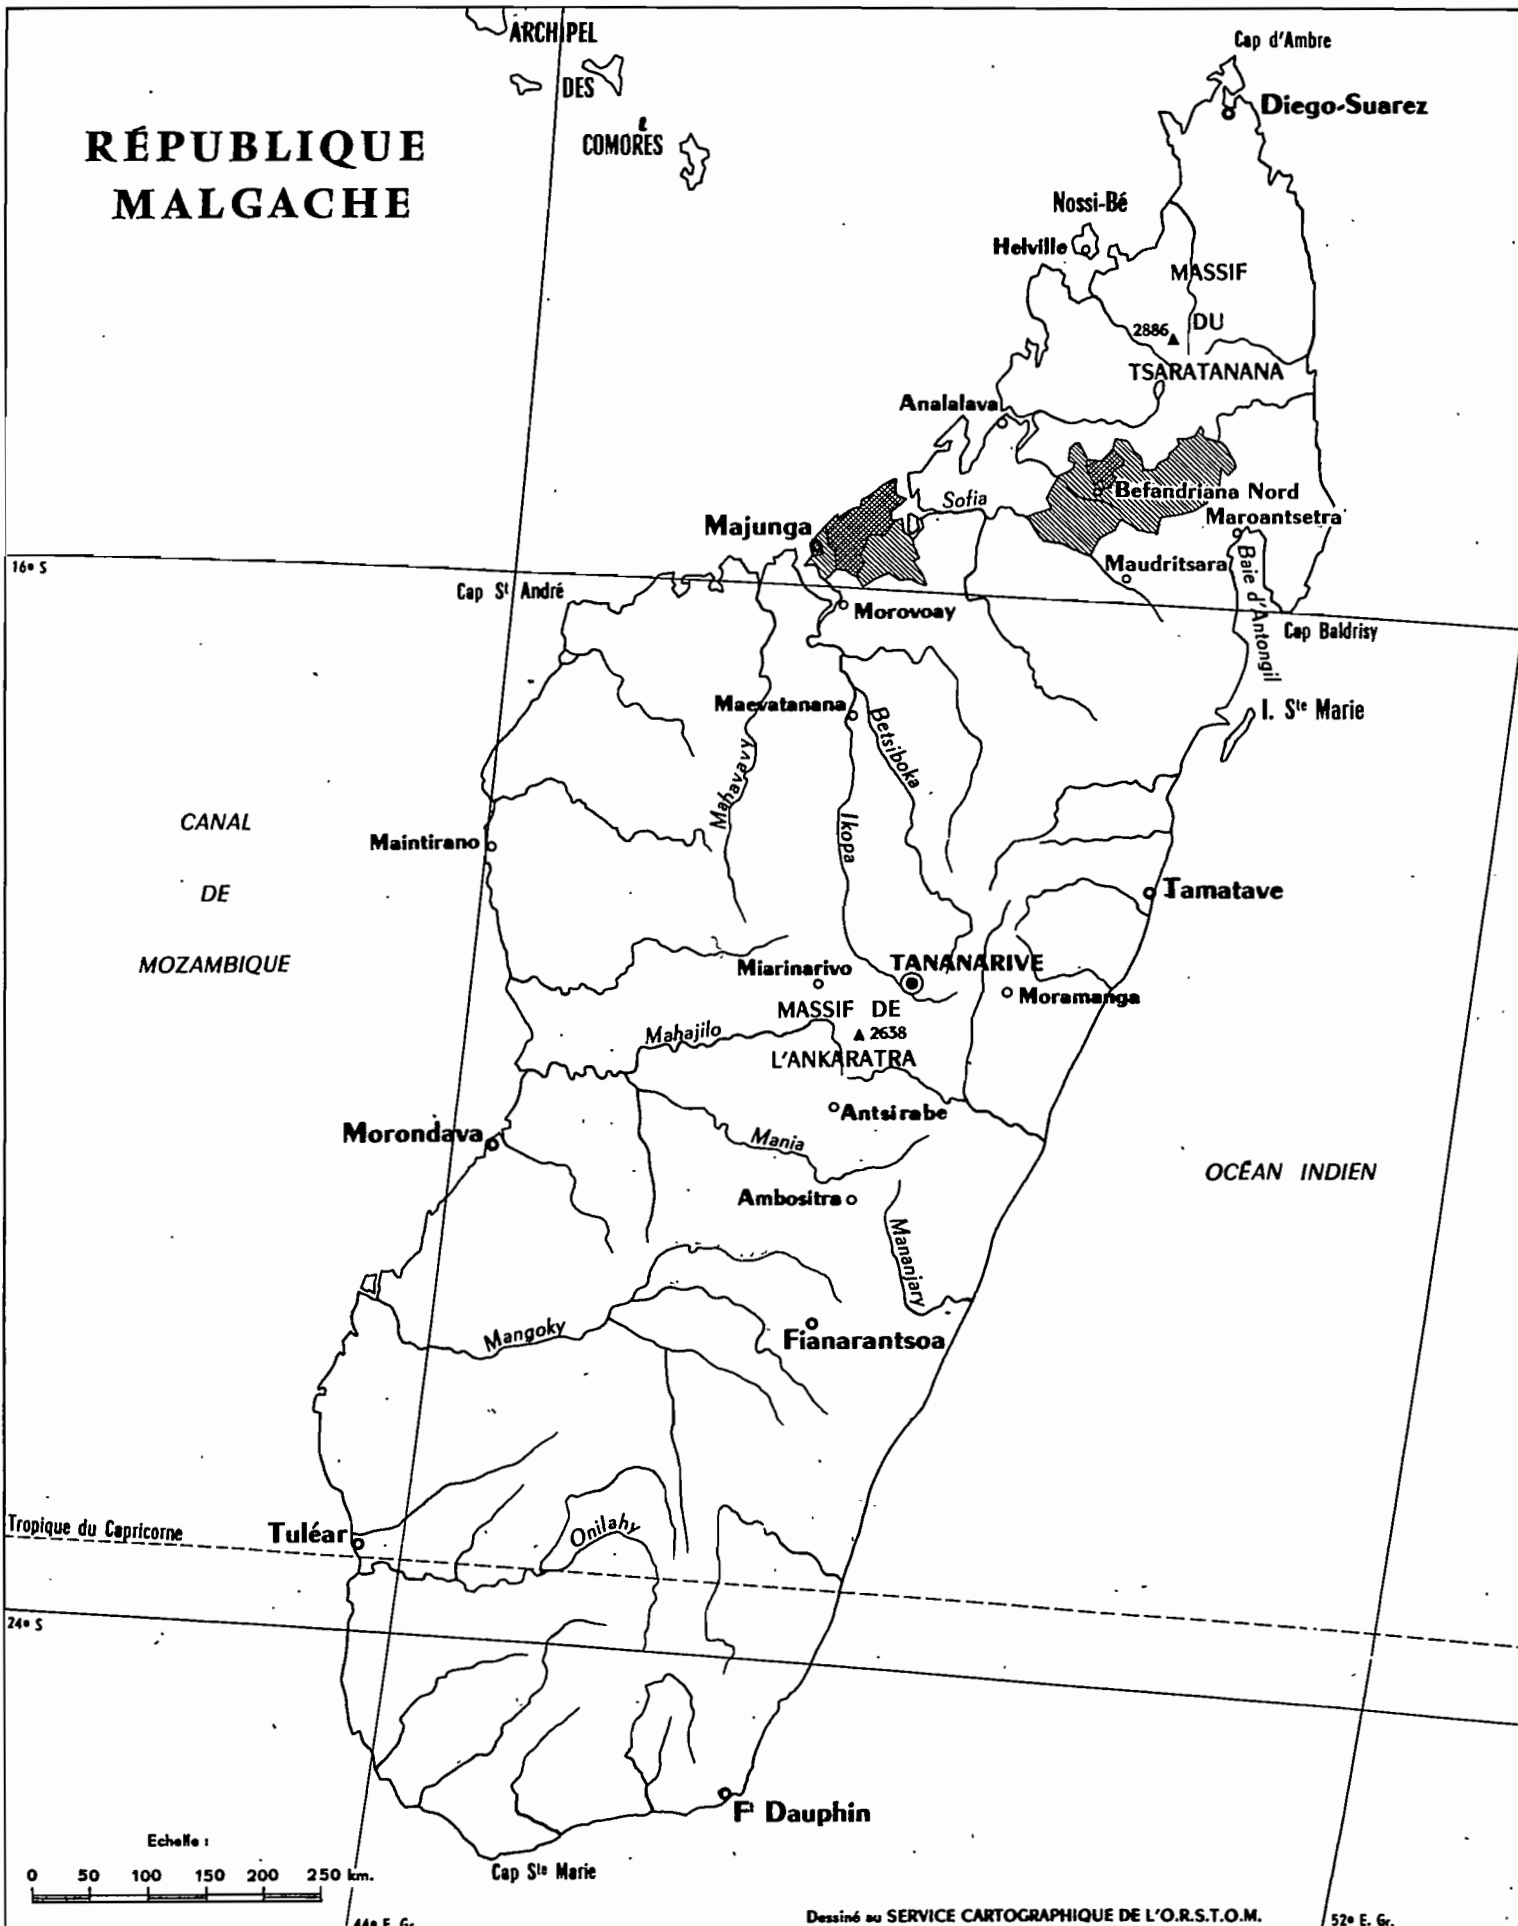 ARCHIPEL
DES
COMORES
RÉPUBLIQUE
MALGACHE
Cap d'Ambre
Diego-Suarez
Nossi-Bé
Helville
MASSIF
DU
2886
TSARATANANA
Analalava
Sofia
Befandriana Nord
Majunga
Maroantsetra
16° S
Maudritsara
Cap St André
Morovoay
Baie d'Antongil
Cap Baldrisy
Maevatanana
Betsiboka
I. Ste Marie
Mahavavy
Ikopa
CANAL
DE
MOZAMBIQUE
Maintirano
Tamatave
Miarinarivo
TANANARIVE
Moramanga
MASSIF DE
2638
L'ANKARATRA
Mahajilo
Antsirabe
Morondava
Mania
OCÉAN INDIEN
Ambositra
Mananjary
Mangoky
Fianarantsoa
Tropique du Capricorne
Tuléar
Onilahy
24° S
Ft Dauphin
Echelle :
0 50 100 150 200 250 km.
Cap Ste Marie
44° E. Gr.
Dessiné au SERVICE CARTOGRAPHIQUE DE L'O.R.S.T.O.M.
52° E. Gr.